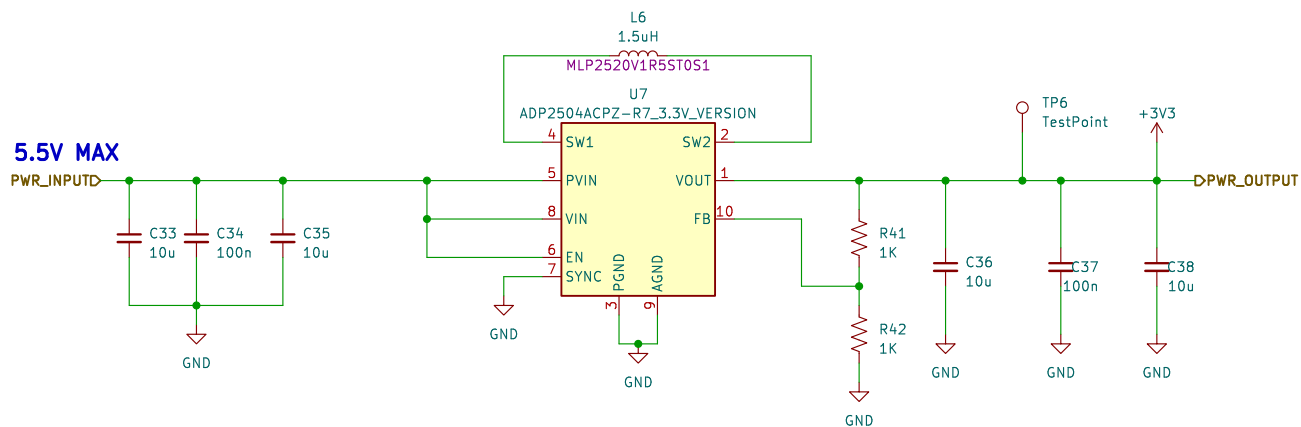 L6
1.5uH
MLP2520V1R5ST0S1
U7
ADP2504ACPZ-R7_3.3V_VERSION
TP6
TestPoint
+3V3
5.5V MAX
PWR_INPUT
4
SW1
SW2
2
5
PVIN
VOUT
1
PWR_OUTPUT
8
VIN
FB
10
C33
10u
C34
100n
C35
10u
6
EN
7
SYNC
PGND
AGND
3
9
R41
1K
C36
10u
C37
100n
C38
10u
R42
1K
GND
GND
GND
GND
GND
GND
GND